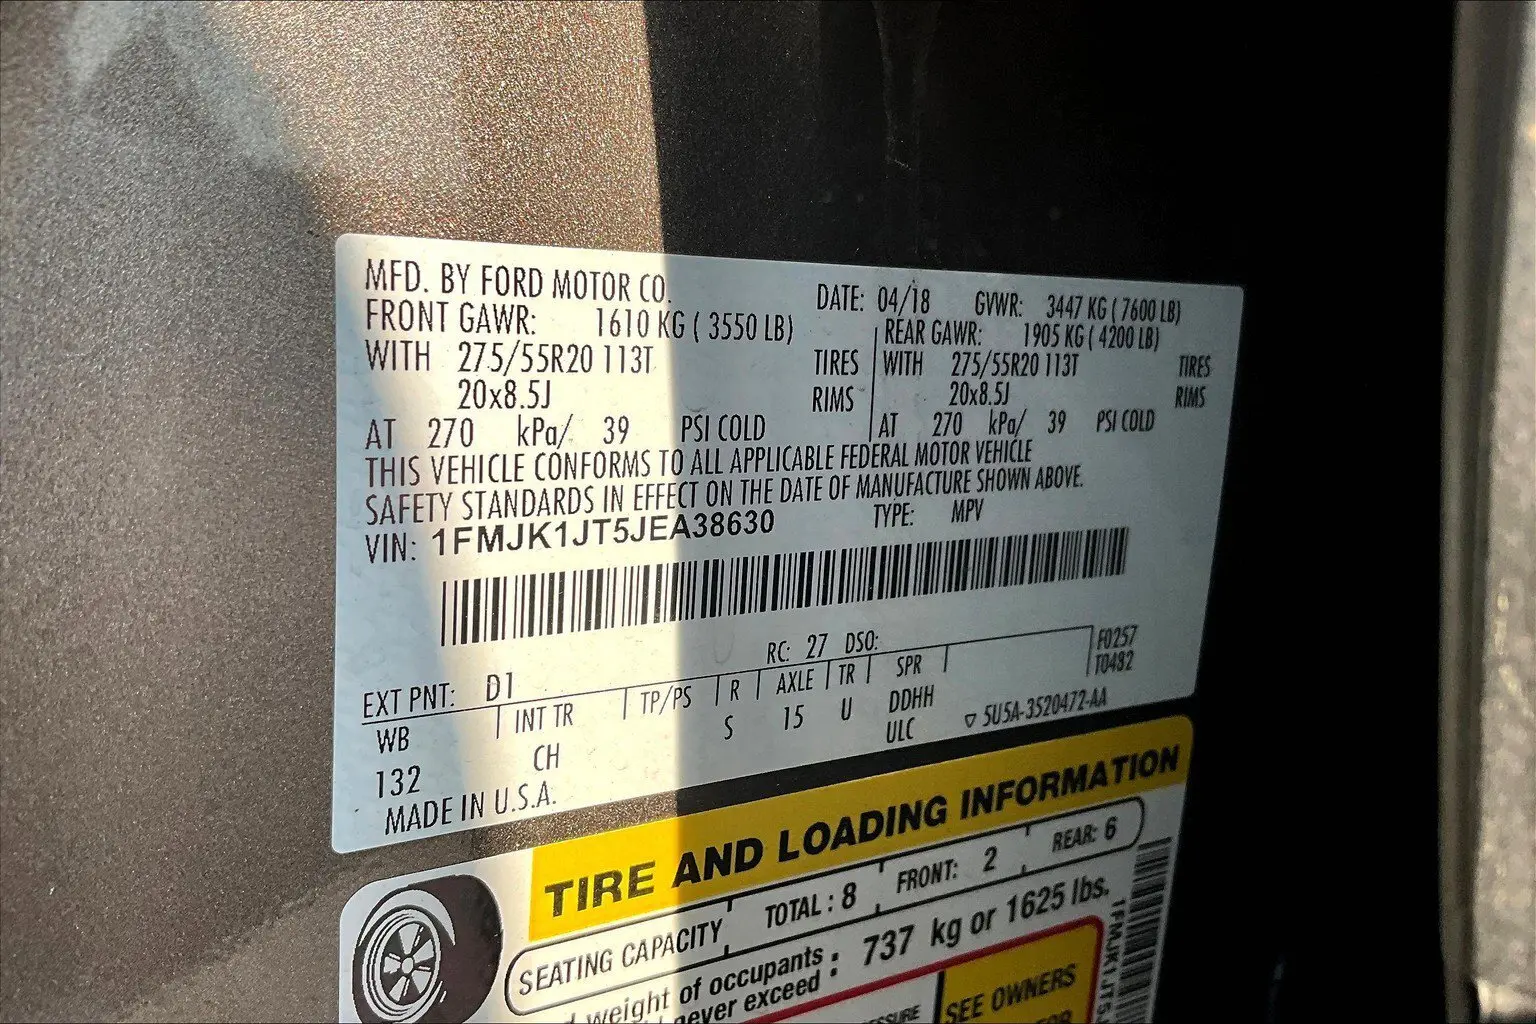 MFD. BY FORD MOTOR CO.
DATE: 04/18 GVWR: 3447 KG ( 7600 LB)
FRONT GAWR: 1610 KG ( 3550 LB) REAR GAWR: 1905 KG ( 4200 LB)
WITH 275/55R20 113T TIRES WITH 275/55R20 113T TIRES
20x8.5J RIMS 20x8.5J RIMS
AT 270 kPa/ 39 PSI COLD AT 270 kPa/ 39 PSI COLD
THIS VEHICLE CONFORMS TO ALL APPLICABLE FEDERAL MOTOR VEHICLE
SAFETY STANDARDS IN EFFECT ON THE DATE OF MANUFACTURE SHOWN ABOVE.
VIN: 1FMJK1JT5JEA38630 TYPE: MPV
EXT PNT: D1 RC: 27 DSO: F0257
T0482
WB INT TR TP/PS R AXLE TR SPR
132 CH S 15 U DDHH
ULC
▽ 5U5A-3520472-AA
MADE IN U.S.A.
TIRE AND LOADING INFORMATION
SEATING CAPACITY TOTAL : 8 FRONT: 2 REAR: 6
weight of occupants : 737 kg or 1625 lbs.
never exceed
SEE OWNERS
1FMJK1JT5J